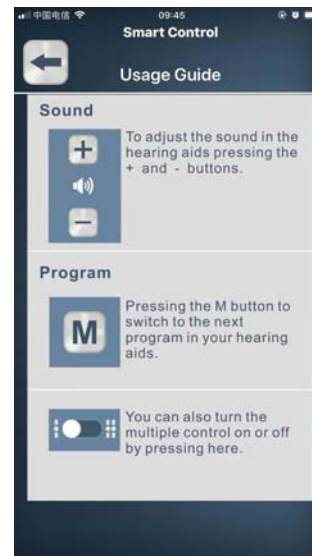 中国电信 09:45
Smart Control
Usage Guide
Sound
+
To adjust the sound in the
hearing aids pressing the
+ and - buttons.
-
Program
M
Pressing the M button to
switch to the next
program in your hearing
aids.
You can also turn the
multiple control on or off
by pressing here.